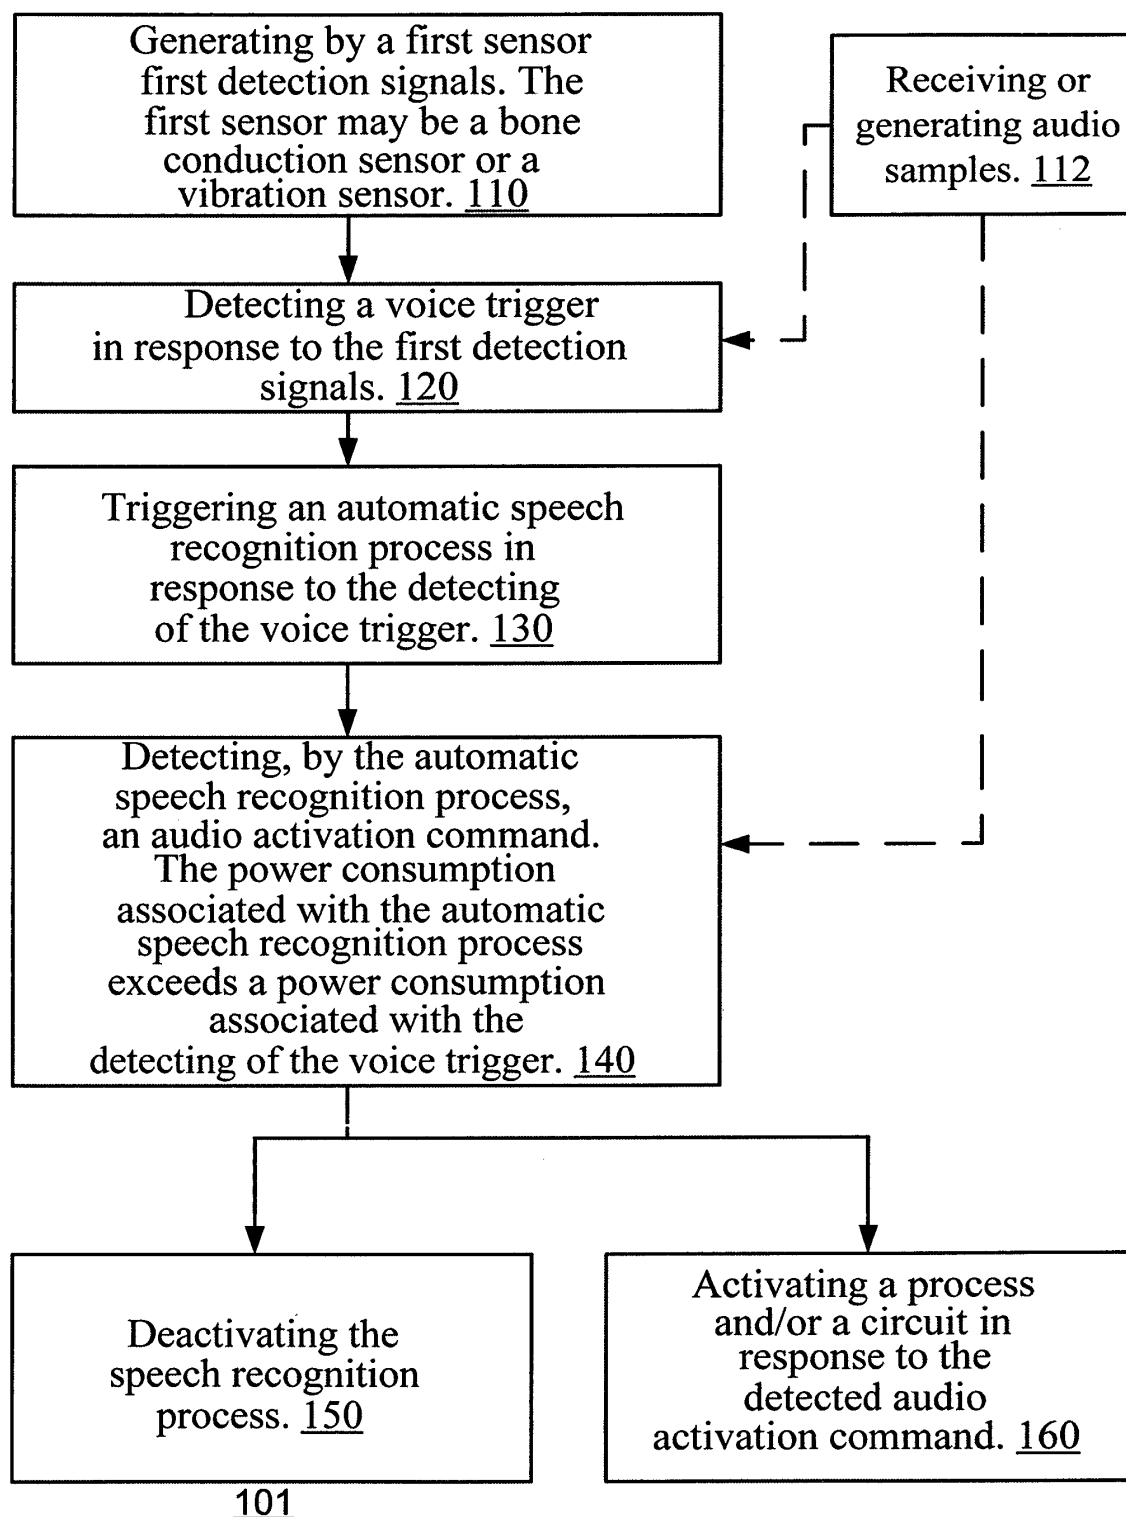 Generating by a first sensor
first detection signals. The
first sensor may be a bone
conduction sensor or a
vibration sensor. 110
Receiving or
generating audio
samples. 112
Detecting a voice trigger
in response to the first detection
signals. 120
Triggering an automatic speech
recognition process in
response to the detecting
of the voice trigger. 130
Detecting, by the automatic
speech recognition process,
an audio activation command.
The power consumption
associated with the automatic
speech recognition process
exceeds a power consumption
associated with the
detecting of the voice trigger. 140
Deactivating the
speech recognition
process. 150
Activating a process
and/or a circuit in
response to the
detected audio
activation command. 160
101